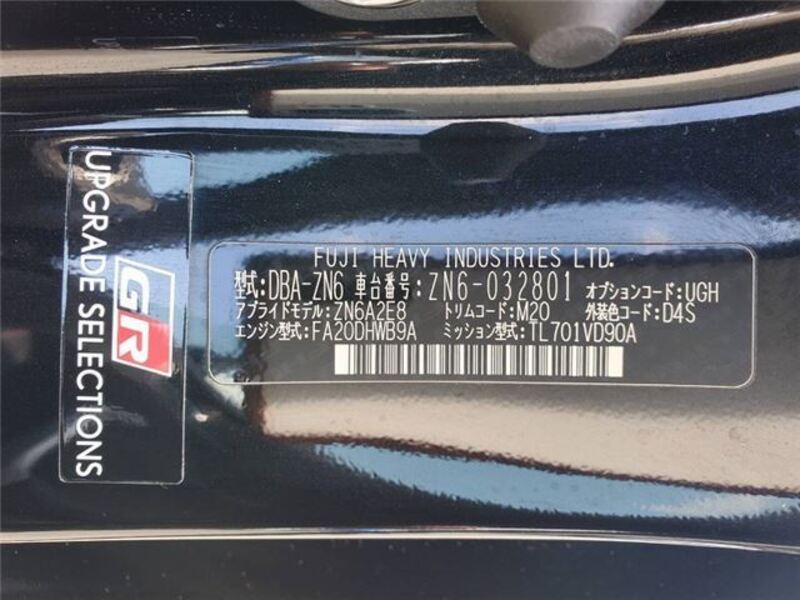 UPGRADE SELECTIONS
GR
FUJI HEAVY INDUSTRIES LTD.
型式:DBA-ZN6 車台番号:ZN6-032801 オプションコード:UGH
アプライドモデル:ZN6A2E8 トリムコード:M20 外装色コード:D4S
エンジン型式:FA20DHWB9A ミッション型式:TL701VD90A